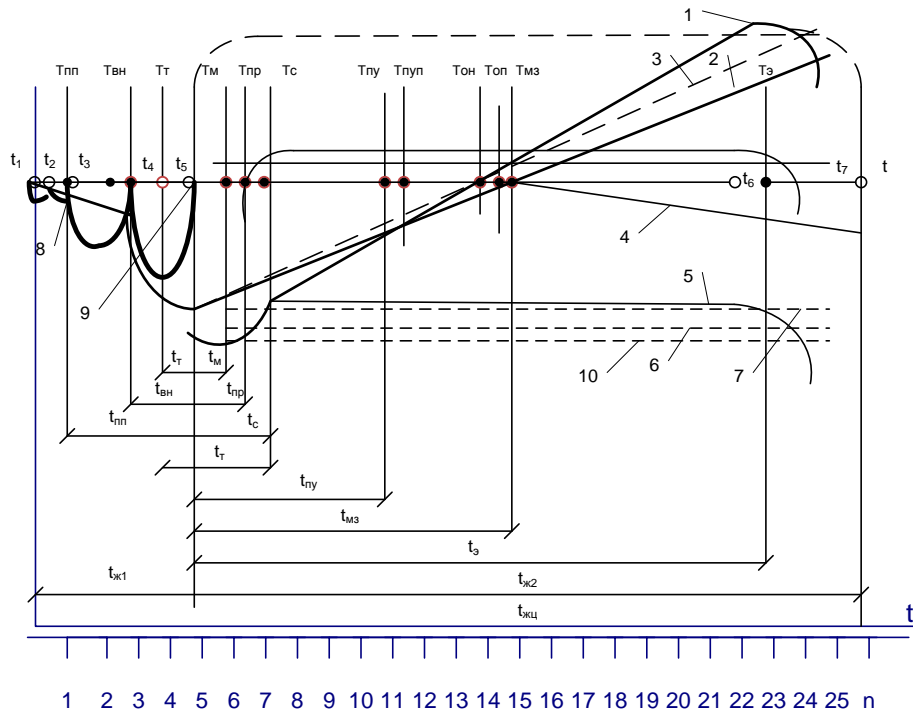 1
3
2
Тпп Твн Тт Тм Тпр Тс Тпу Тпуп Тон Топ Тмз Тэ
t1 t2 t3 t4 t5 t6 t7 t
8
4
9
5
tт tм
10 6 7
tвн tпр
tпп tс
tт
tпу
tмз
tэ
tж1 tж2
tжц
t
1 2 3 4 5 6 7 8 9 10 11 12 13 14 15 16 17 18 19 20 21 22 23 24 25 n